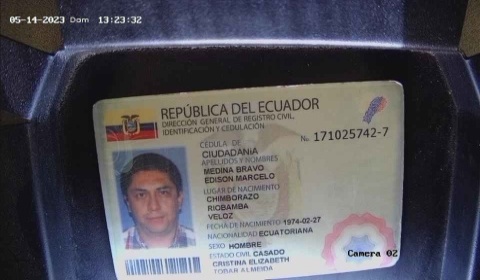 05-14-2023 Dom 13:23:32
REPÚBLICA DEL ECUADOR
DIRECCIÓN GENERAL DE REGISTRO CIVIL,
IDENTIFICACIÓN Y CEDULACIÓN
CÉDULA DE
No. 171025742-7
CIUDADANÍA
APELLIDOS Y NOMBRES
MEDINA BRAVO
EDISON MARCELO
LUGAR DE NACIMIENTO
CHIMBORAZO
RIOBAMBA
VELOZ
FECHA DE NACIMIENTO 1974-02-27
NACIONALIDAD ECUATORIANA
SEXO HOMBRE
ESTADO CIVIL CASADO
CRISTINA ELIZABETH
TOBAR ALMEIDA
Camera 02